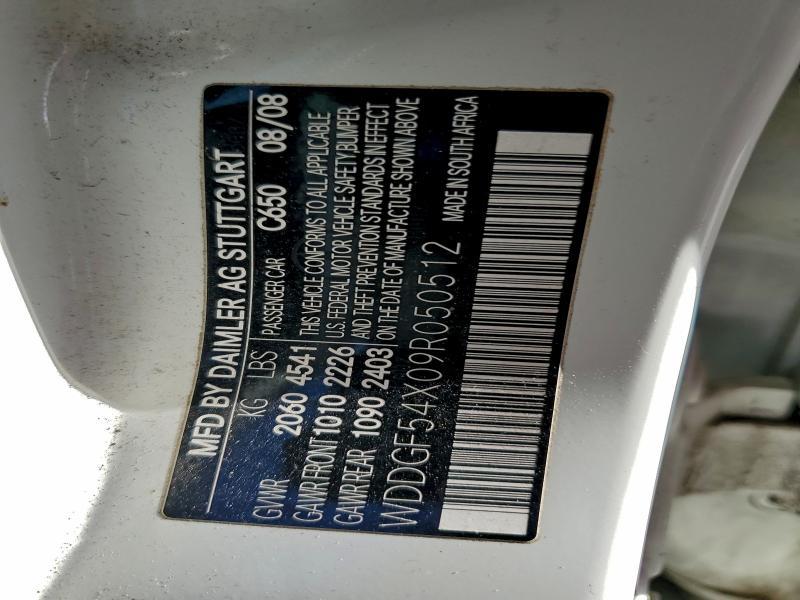 MFD BY DAIMLER AG STUTTGART
KG LBS PASSENGER CAR C650 08/08
GVWR 2060 4541 THIS VEHICLE CONFORMS TO ALL APPLICABLE
GAWR FRONT 1010 2226 U.S. FEDERAL MOTOR VEHICLE SAFETY BUMPER
GAWR REAR 1090 2403 AND THEFT PREVENTION STANDARDS IN EFFECT
ON THE DATE OF MANUFACTURE SHOWN ABOVE
WDDGF54X09R050512 MADE IN SOUTH AFRICA